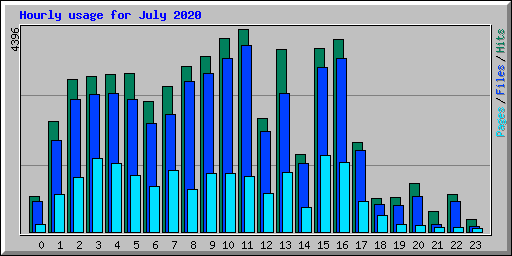 Hourly usage for July 2020
4396
Pages/Files/Hits
0 1 2 3 4 5 6 7 8 9 10 11 12 13 14 15 16 17 18 19 20 21 22 23